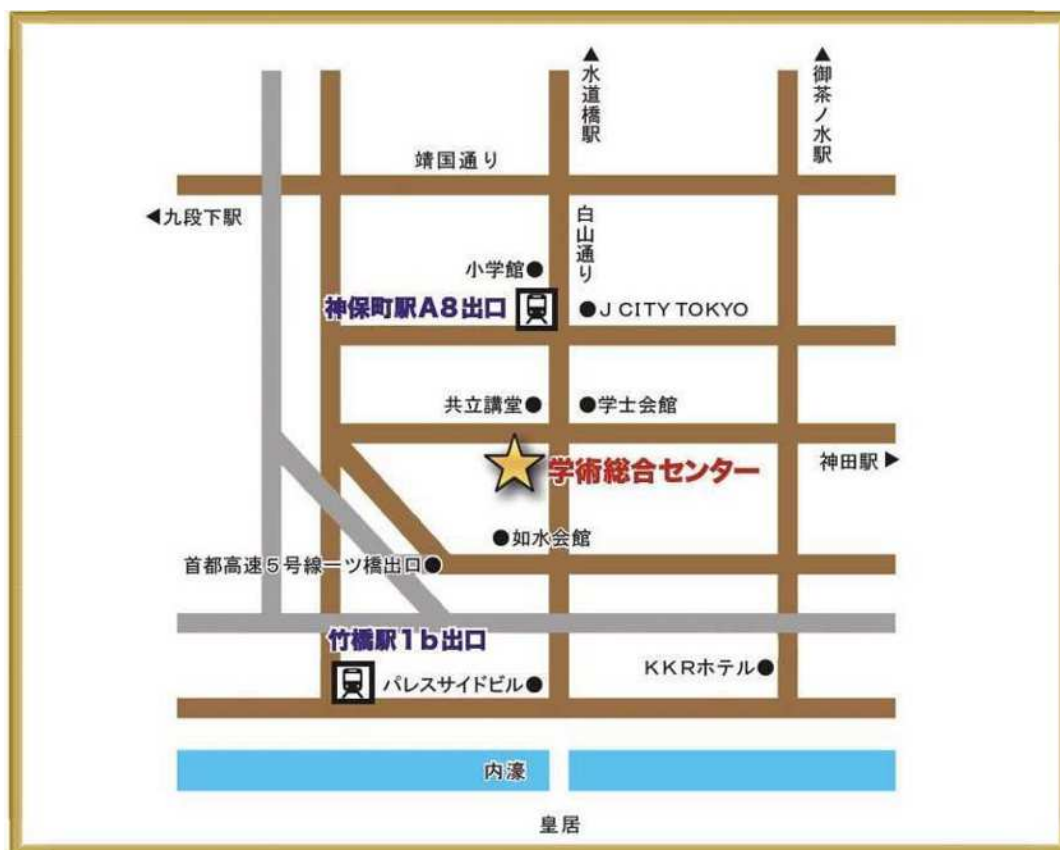 ▲水道橋駅
▲御茶ノ水駅
靖国通り
◀九段下駅
白山通り
小学館●
神保町駅A8出口
●J CITY TOKYO
共立講堂●
●学士会館
神田駅▶
学術総合センター
●如水会館
首都高速5号線一ツ橋出口●
竹橋駅1b出口
KKRホテル●
パレスサイドビル●
内濠
皇居